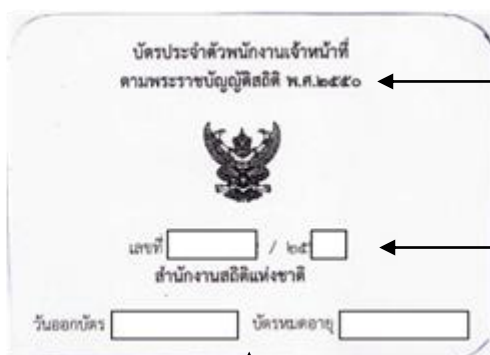 บัตรประจำตัวพนักงานเจ้าหน้าที่
ตามพระราชบัญญัติสถิติ พ.ศ.๒๕๕๐
เลขที่ / ๒๕
สำนักงานสถิติแห่งชาติ
วันออกบัตร บัตรหมดอายุ